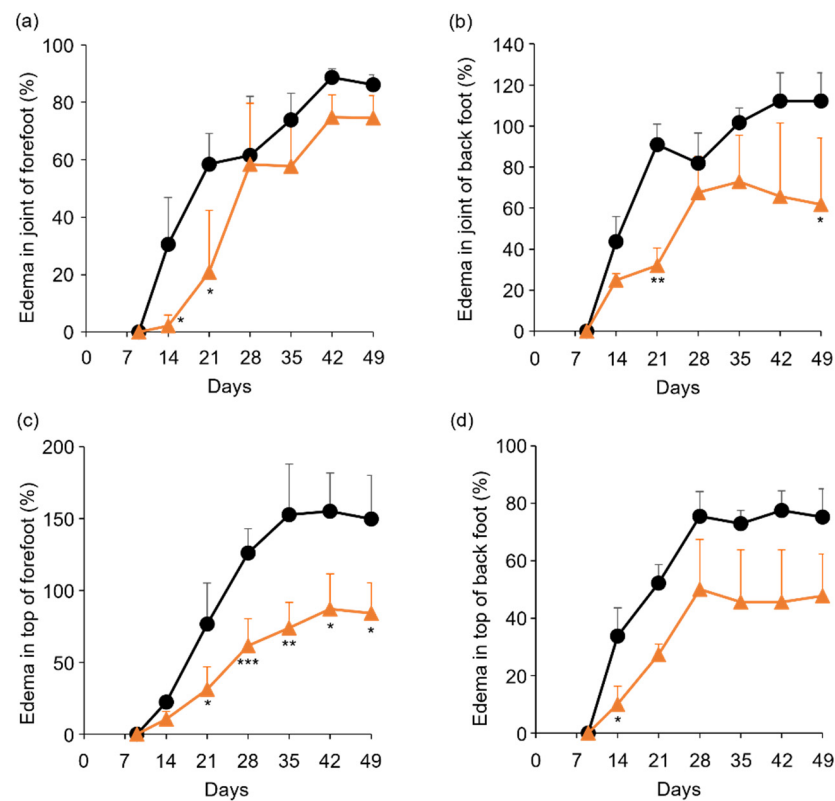 (a)
Edema in joint of forefoot (%)
100
80
60
40
20
0
*
*
0 7 14 21 28 35 42 49
Days
(b)
Edema in joint of back foot (%)
140
120
100
80
60
40
20
0
**
*
0 7 14 21 28 35 42 49
Days
(c)
Edema in top of forefoot (%)
200
150
100
50
0
*
***
**
*
*
0 7 14 21 28 35 42 49
Days
(d)
Edema in top of back foot (%)
100
80
60
40
20
0
*
0 7 14 21 28 35 42 49
Days